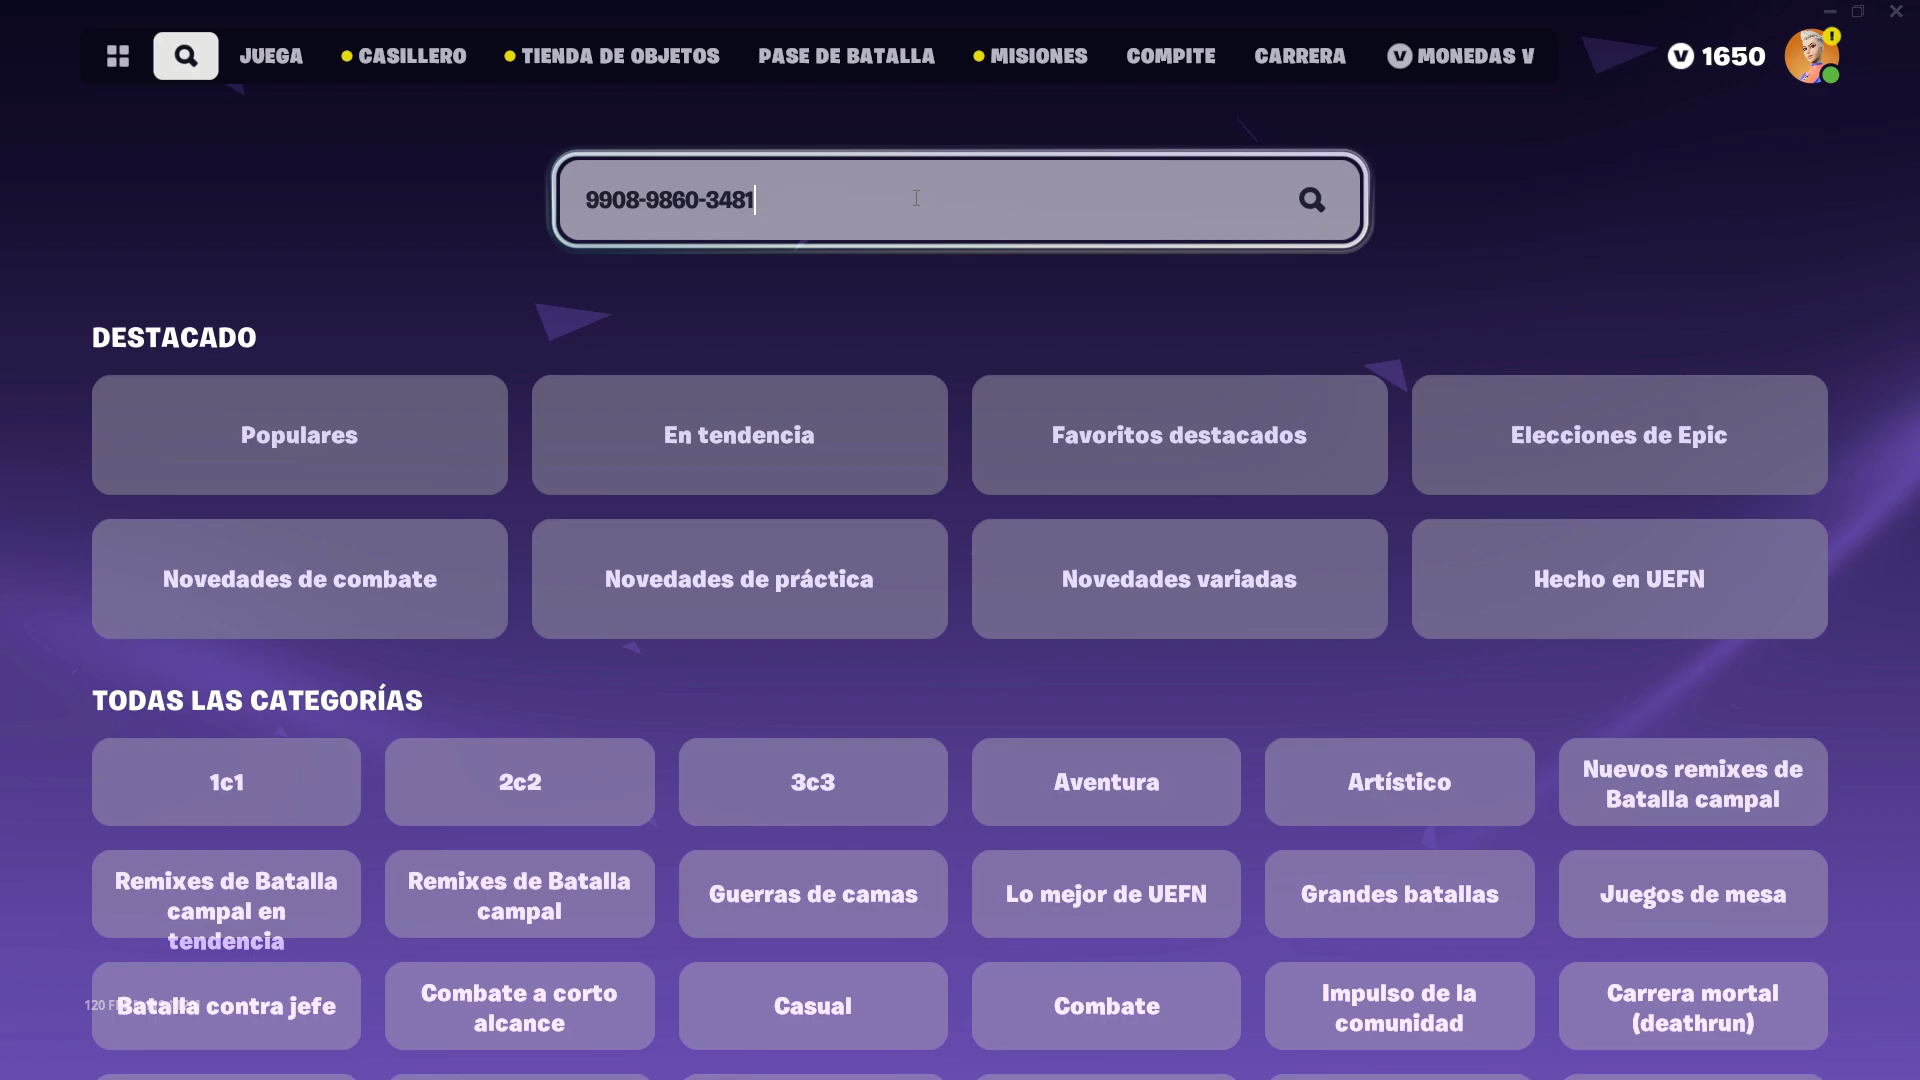 JUEGA CASILLERO TIENDA DE OBJETOS PASE DE BATALLA MISIONES COMPITE CARRERA MONEDAS V 1650
9908-9860-3481
DESTACADO
Populares
En tendencia
Favoritos destacados
Elecciones de Epic
Novedades de combate
Novedades de práctica
Novedades variadas
Hecho en UEFN
TODAS LAS CATEGORÍAS
1c1
2c2
3c3
Aventura
Artístico
Nuevos remixes de
Batalla campal
Remixes de Batalla
campal en
tendencia
Remixes de Batalla
campal
Guerras de camas
Lo mejor de UEFN
Grandes batallas
Juegos de mesa
120
Batalla contra jefe
Combate a corto
alcance
Casual
Combate
Impulso de la
comunidad
Carrera mortal
(deathrun)